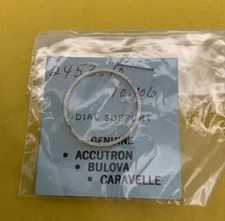 DIAL SUPPORT
GENUINE
• ACCUTRON
• BULOVA
• CARAVELLE